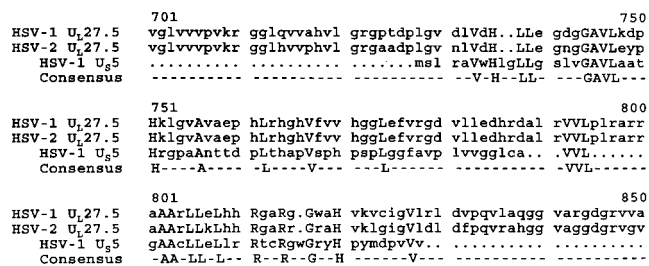 701 750
HSV-1 UL27.5 vglvvvpvkr gglqvvahvl grgptdplgv dlVdH..LLe gdgGAVLkdp
HSV-2 UL27.5 vglvvvpvkr gglhvvphvl grgaadplgv nlVdH..LLe gngGAVLeyp
HSV-1 US5 .......... .......... ......mslr raVwHlgLLg slvGAVLaat
Consensus ---------- ---------- ---------- --V-H--LL- ---GAVL---
751 800
HSV-1 UL27.5 HklgvAvaep hLrhghVfvv hggLefvrgd vlledhrdal rVVLplrarr
HSV-2 UL27.5 HklgvAvaep hLrhghVfvv hggLefvrgd vlledhrdal rVVLplrarr
HSV-1 US5 HrgpaAnttd pLthapVsph pspLggfavp lvvggglca... .VVL......
Consensus H----A---- -L----V--- ---L------ ---------- -VVL------
801 850
HSV-1 UL27.5 aAArLLeLhh RgaRg.GwaH vkvcigVlrl dvpqvlaqgg vargdgrvva
HSV-2 UL27.5 aAArLLkLhh RgaRr.GraH vklgigVldl dfpqvrahgg vaggdgrvgv
HSV-1 US5 gAAcLLeLlr RtcRgwGryH pymdpvVv.. .......... ..........
Consensus -AA-LL-L-- R--R--G--H ------V--- ---------- ----------